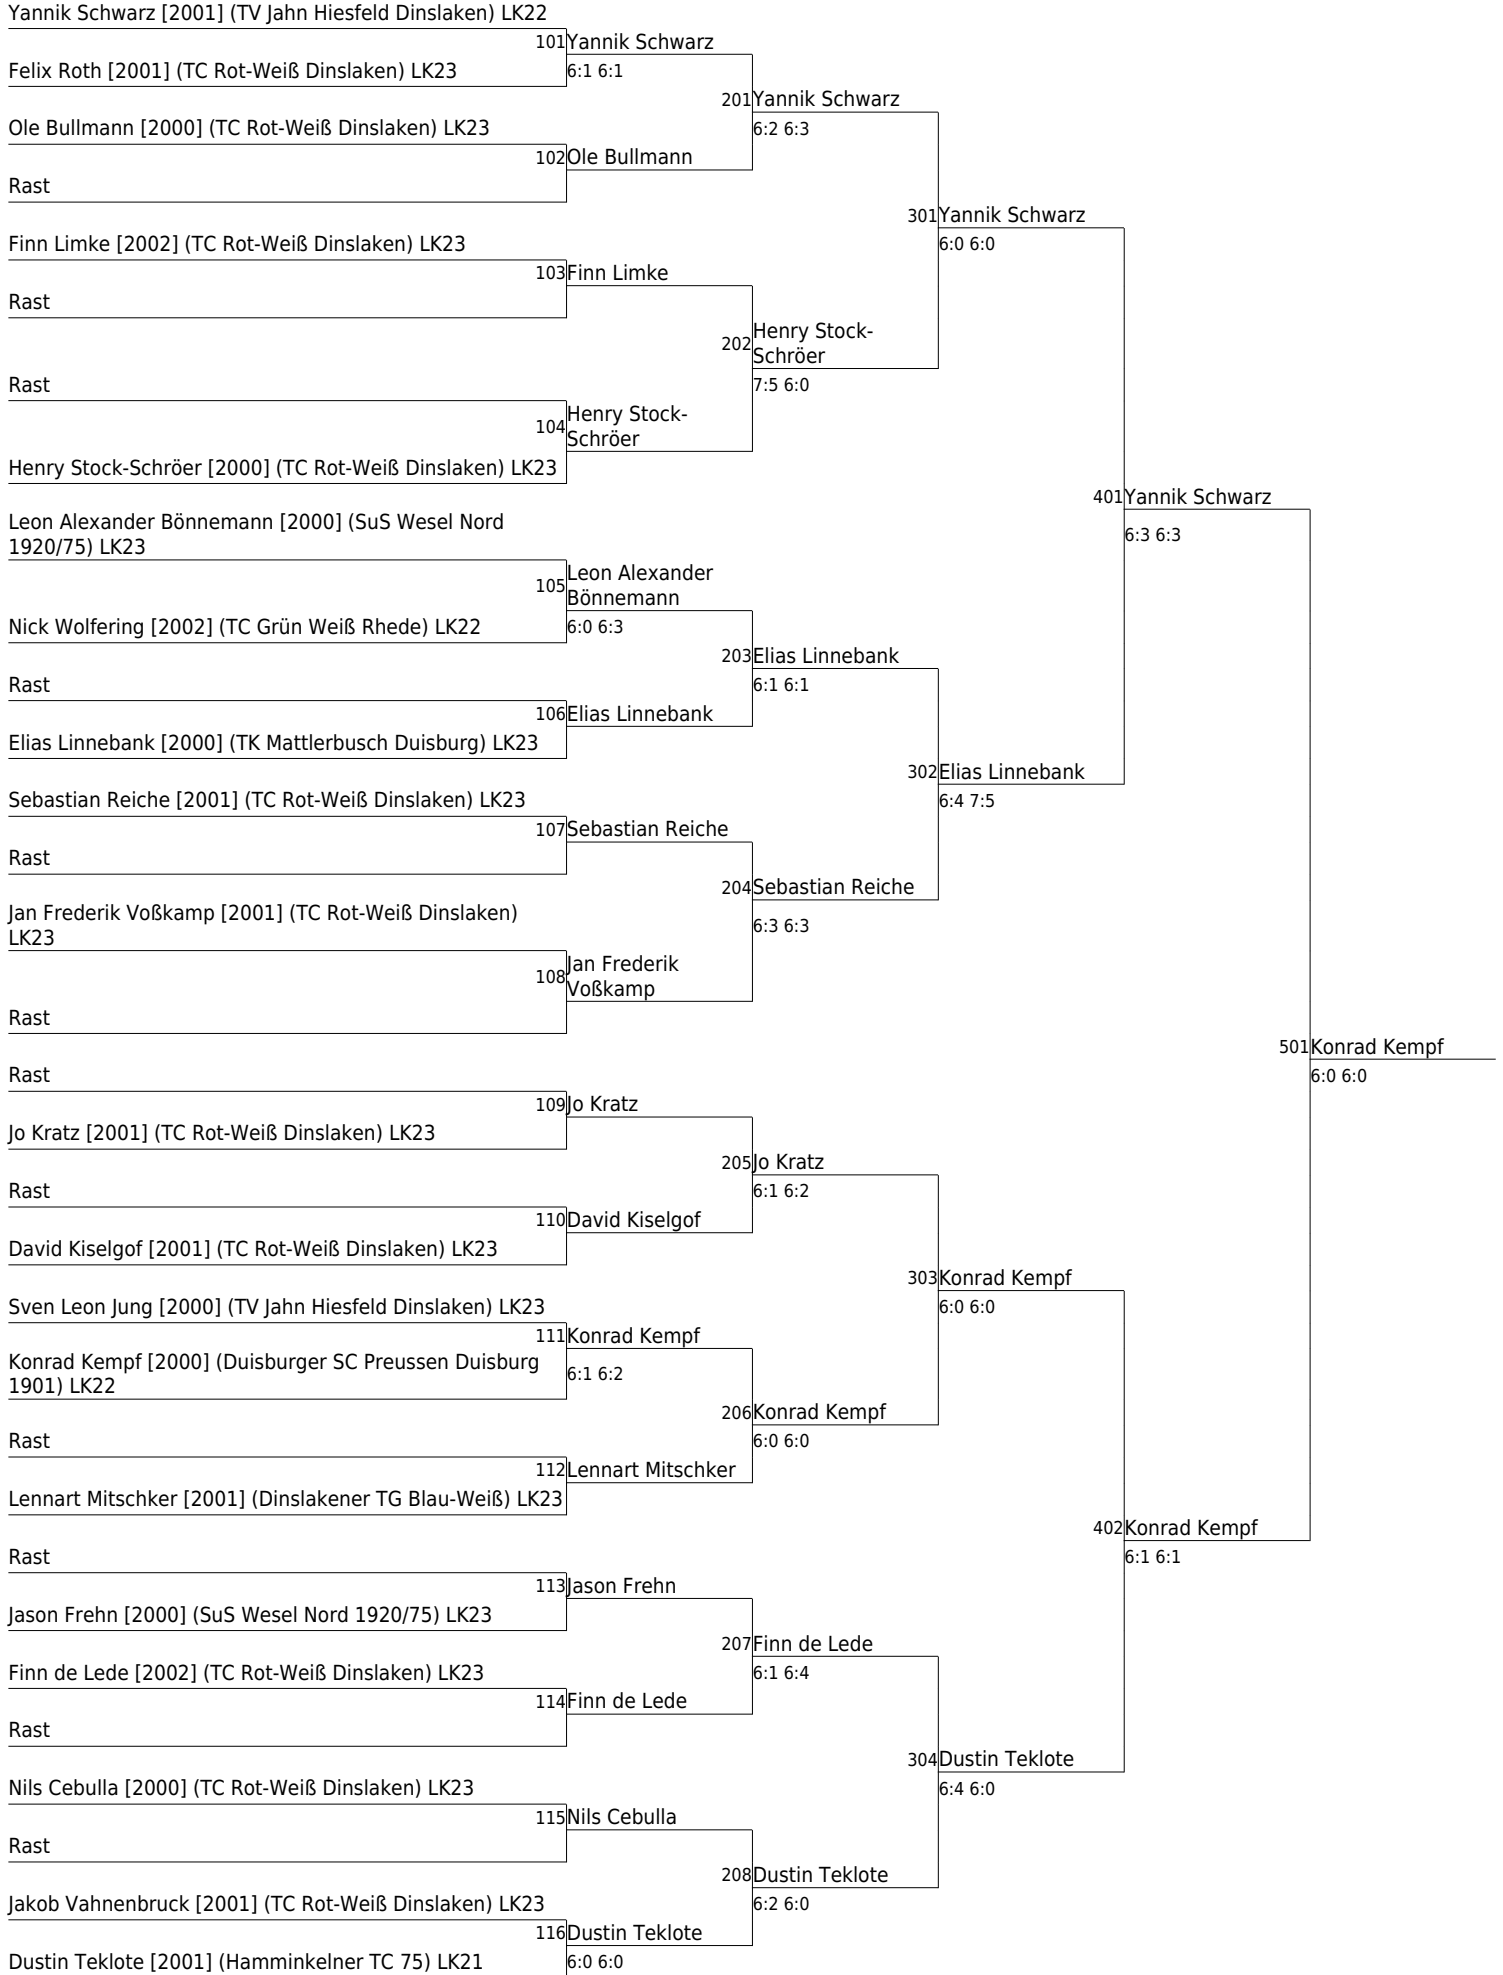 Yannik Schwarz [2001] (TV Jahn Hiesfeld Dinslaken) LK22
101 Yannik Schwarz
Felix Roth [2001] (TC Rot-Weiß Dinslaken) LK23
6:1 6:1
201 Yannik Schwarz
Ole Bullmann [2000] (TC Rot-Weiß Dinslaken) LK23
6:2 6:3
102 Ole Bullmann
Rast
301 Yannik Schwarz
Finn Limke [2002] (TC Rot-Weiß Dinslaken) LK23
6:0 6:0
103 Finn Limke
Rast
202 Henry Stock-
Schröer
Rast
7:5 6:0
104 Henry Stock-
Schröer
Henry Stock-Schröer [2000] (TC Rot-Weiß Dinslaken) LK23
401 Yannik Schwarz
6:3 6:3
Leon Alexander Bönnemann [2000] (SuS Wesel Nord
1920/75) LK23
105 Leon Alexander
Bönnemann
Nick Wolfering [2002] (TC Grün Weiß Rhede) LK22
6:0 6:3
203 Elias Linnebank
Rast
6:1 6:1
106 Elias Linnebank
Elias Linnebank [2000] (TK Mattlerbusch Duisburg) LK23
302 Elias Linnebank
Sebastian Reiche [2001] (TC Rot-Weiß Dinslaken) LK23
6:4 7:5
107 Sebastian Reiche
Rast
204 Sebastian Reiche
Jan Frederik Voßkamp [2001] (TC Rot-Weiß Dinslaken)
LK23
6:3 6:3
108 Jan Frederik
Voßkamp
Rast
501 Konrad Kempf
Rast
6:0 6:0
109 Jo Kratz
Jo Kratz [2001] (TC Rot-Weiß Dinslaken) LK23
205 Jo Kratz
Rast
6:1 6:2
110 David Kiselgof
David Kiselgof [2001] (TC Rot-Weiß Dinslaken) LK23
303 Konrad Kempf
Sven Leon Jung [2000] (TV Jahn Hiesfeld Dinslaken) LK23
6:0 6:0
111 Konrad Kempf
Konrad Kempf [2000] (Duisburger SC Preussen Duisburg
1901) LK22
6:1 6:2
206 Konrad Kempf
Rast
6:0 6:0
112 Lennart Mitschker
Lennart Mitschker [2001] (Dinslakener TG Blau-Weiß) LK23
402 Konrad Kempf
Rast
6:1 6:1
113 Jason Frehn
Jason Frehn [2000] (SuS Wesel Nord 1920/75) LK23
207 Finn de Lede
Finn de Lede [2002] (TC Rot-Weiß Dinslaken) LK23
6:1 6:4
114 Finn de Lede
Rast
304 Dustin Teklote
Nils Cebulla [2000] (TC Rot-Weiß Dinslaken) LK23
6:4 6:0
115 Nils Cebulla
Rast
208 Dustin Teklote
Jakob Vahnenbruck [2001] (TC Rot-Weiß Dinslaken) LK23
6:2 6:0
116 Dustin Teklote
Dustin Teklote [2001] (Hamminkelner TC 75) LK21
6:0 6:0